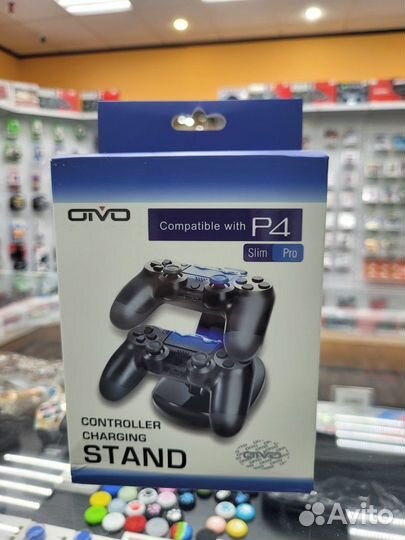 OIVO
Compatible with P4
Slim Pro
CONTROLLER
CHARGING
STAND
OIVO
Avito